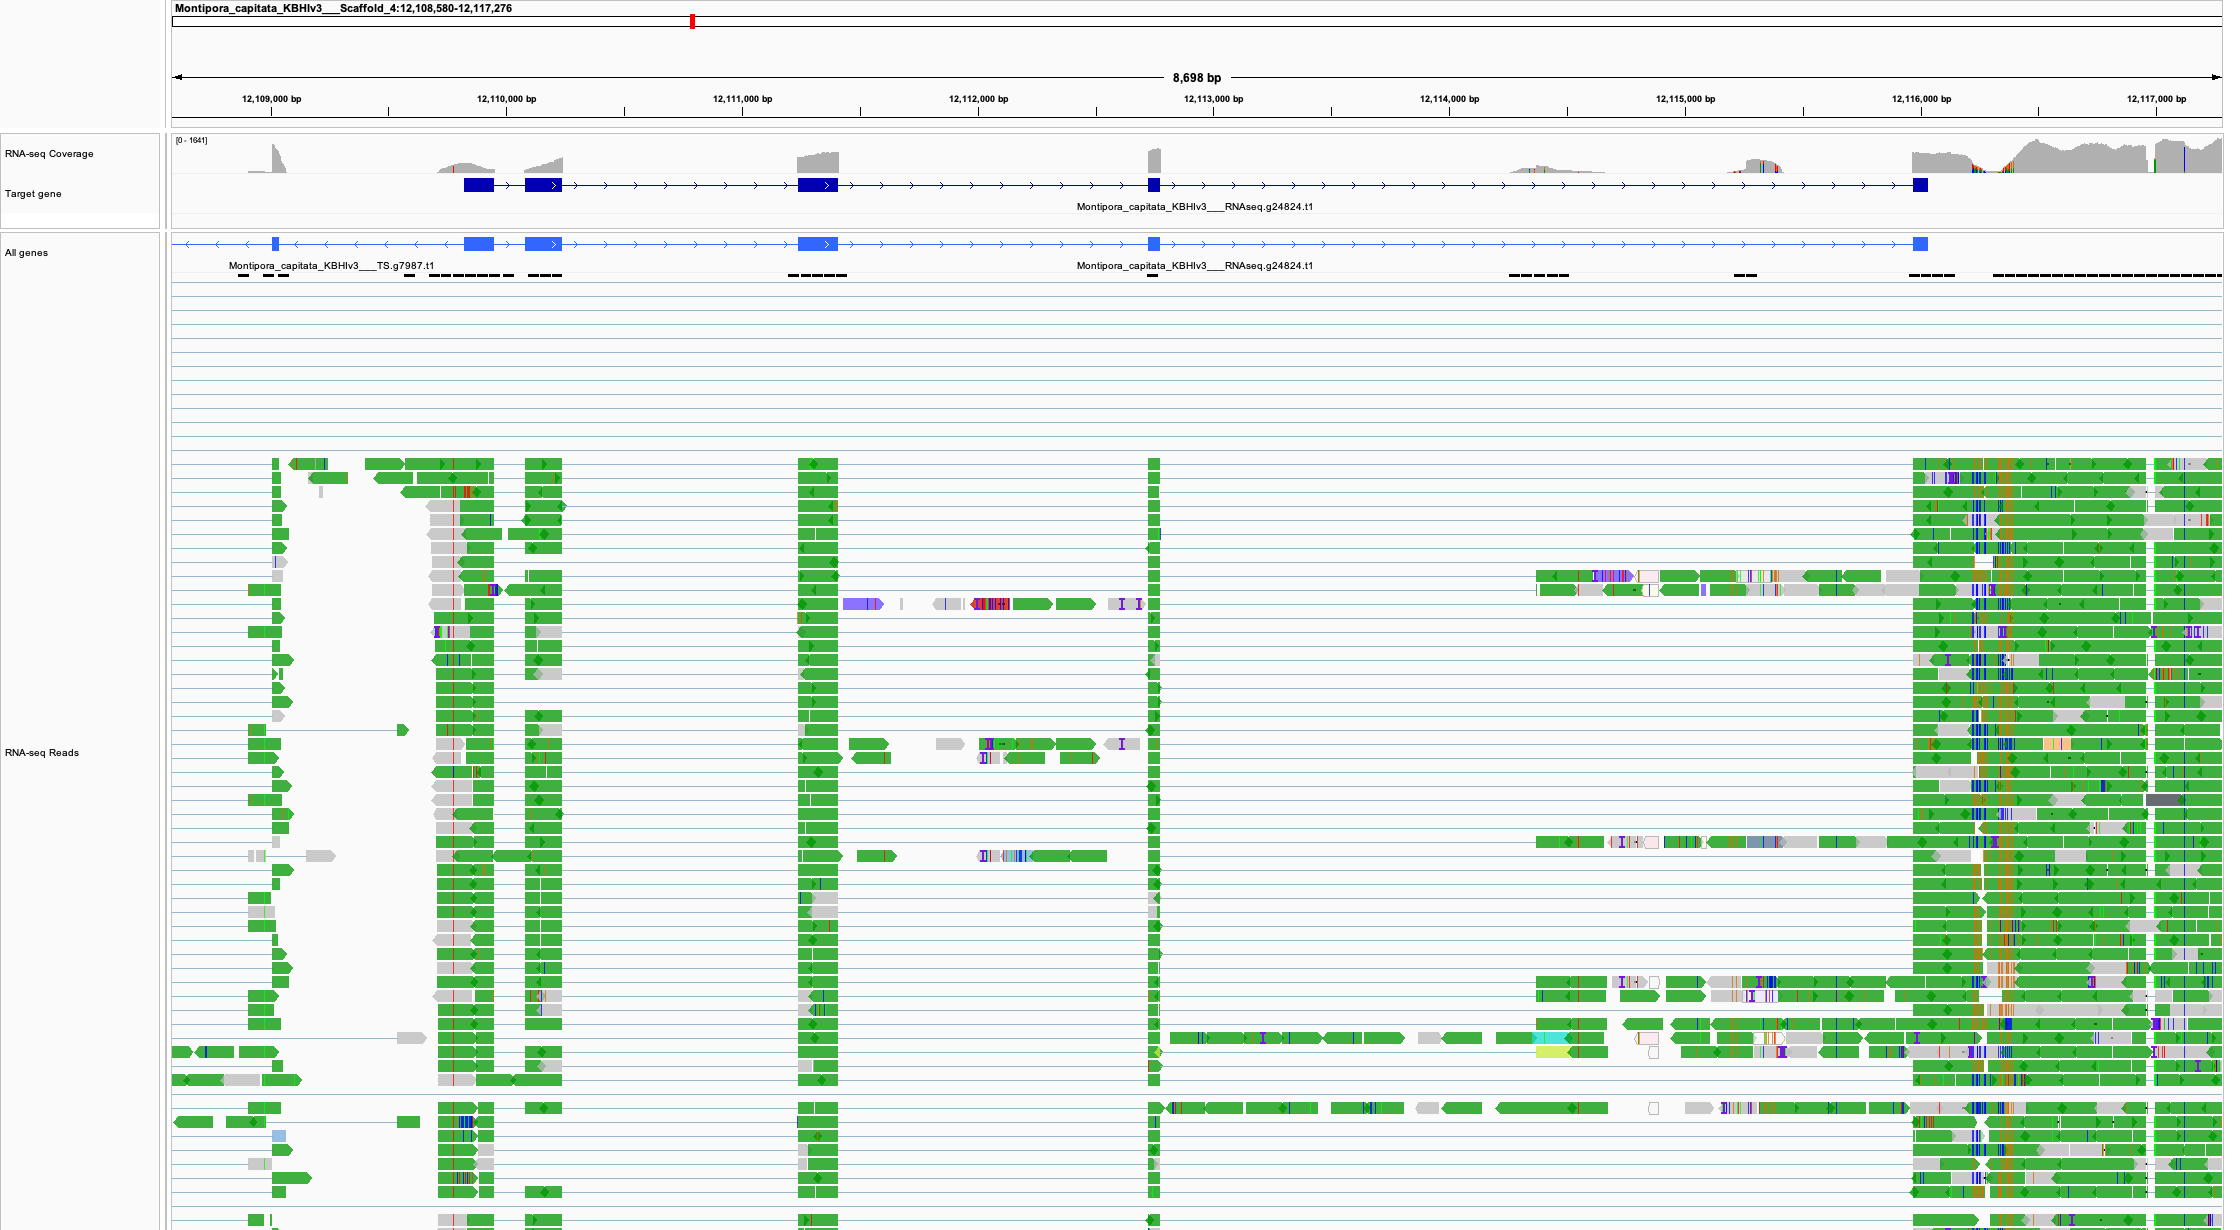 Montipora_capitata_KBHIv3___Scaffold_4:12,108,580-12,117,276
8,698 bp
12,109,000 bp 12,110,000 bp 12,111,000 bp 12,112,000 bp 12,113,000 bp 12,114,000 bp 12,115,000 bp 12,116,000 bp 12,117,000 bp
[0 - 1641]
RNA-seq Coverage
Target gene
Montipora_capitata_KBHIv3___RNAseq.g24824.t1
All genes
Montipora_capitata_KBHIv3___TS.g7987.t1 Montipora_capitata_KBHIv3___RNAseq.g24824.t1
RNA-seq Reads